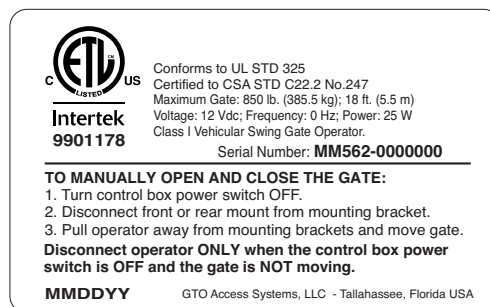 C ETL CM US
LISTED
Intertek
9901178
Conforms to UL STD 325
Certified to CSA STD C22.2 No.247
Maximum Gate: 850 lb. (385.5 kg); 18 ft. (5.5 m)
Voltage: 12 Vdc; Frequency: 0 Hz; Power: 25 W
Class I Vehicular Swing Gate Operator.
Serial Number: MM562-0000000
TO MANUALLY OPEN AND CLOSE THE GATE:
1. Turn control box power switch OFF.
2. Disconnect front or rear mount from mounting bracket.
3. Pull operator away from mounting brackets and move gate.
Disconnect operator ONLY when the control box power
switch is OFF and the gate is NOT moving.
MMDDYY GTO Access Systems, LLC - Tallahassee, Florida USA